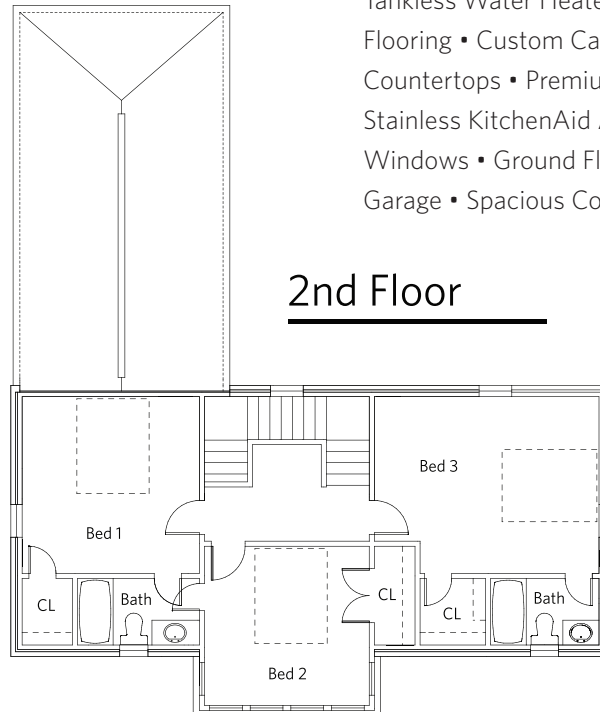 Tankless Water Heate
Flooring • Custom Ca
Countertops • Premiu
Stainless KitchenAid
Windows • Ground Fl
Garage • Spacious Co
2nd Floor
Bed 3
Bed 1
CL
Bath
CL
CL
Bath
Bed 2